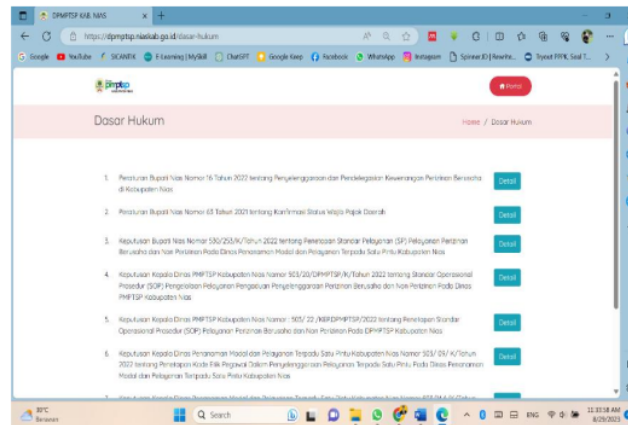 DPMPTSP KAB. NIAS
https://dpmptsp.niaskab.go.id/dasar-hukum
Google
YouTube
SICANTIK
E-Learning | MySkill
ChatGPT
Google Keep
Facebook
WhatsApp
Instagram
Spinner.ID | Rewrite...
Tryout PPPK, Soal T...
pmptsp
Portal
Dasar Hukum
Home / Dasar Hukum
1. Peraturan Bupati Nias Nomor 16 Tahun 2022 tentang Penyelenggaraan dan Pendelegasian Kewenangan Perizinan Berusaha
di Kabupaten Nias
Detail
2. Peraturan Bupati Nias Nomor 63 Tahun 2021 tentang Konfirmasi Status Wajib Pajak Daerah
Detail
3. Keputusan Bupati Nias Nomor 530/253/K/Tahun 2022 tentang Penetapan Standar Pelayanan (SP) Pelayanan Perizinan
Berusaha dan Non Perizinan Pada Dinas Penanaman Modal dan Pelayanan Terpadu Satu Pintu Kabupaten Nias
Detail
4. Keputusan Kepala Dinas PMPTSP Kabupaten Nias Nomor 503/20/DPMPTSP/K/Tahun 2022 tentang Standar Operasional
Prosedur (SOP) Pengelolaan Pelayanan Pengaduan Penyelenggaraan Perizinan Berusaha dan Non Perizinan Pada Dinas
PMPTSP Kabupaten Nias
Detail
5. Keputusan Kepala Dinas PMPTSP Kabupaten Nias Nomor : 503/ 22 /KEP.DPMPTSP/2022 tentang Penetapan Standar
Operasional Prosedur (SOP) Pelayanan Perizinan Berusaha dan Non Perizinan Pada DPMPTSP Kabupaten Nias
Detail
6. Keputusan Kepala Dinas Penanaman Modal dan Pelayanan Terpadu Satu Pintu Kabupaten Nias Nomor 503/ 09/ K/Tahun
2022 tentang Penetapan Kode Etik Pegawai Dalam Penyelenggaraan Pelayanan Terpadu Satu Pintu Pada Dinas Penanaman
Modal dan Pelayanan Terpadu Satu Pintu Kabupaten Nias
Detail
30°C
Berawan
Search
ENG
11:33:58 AM
8/29/2023